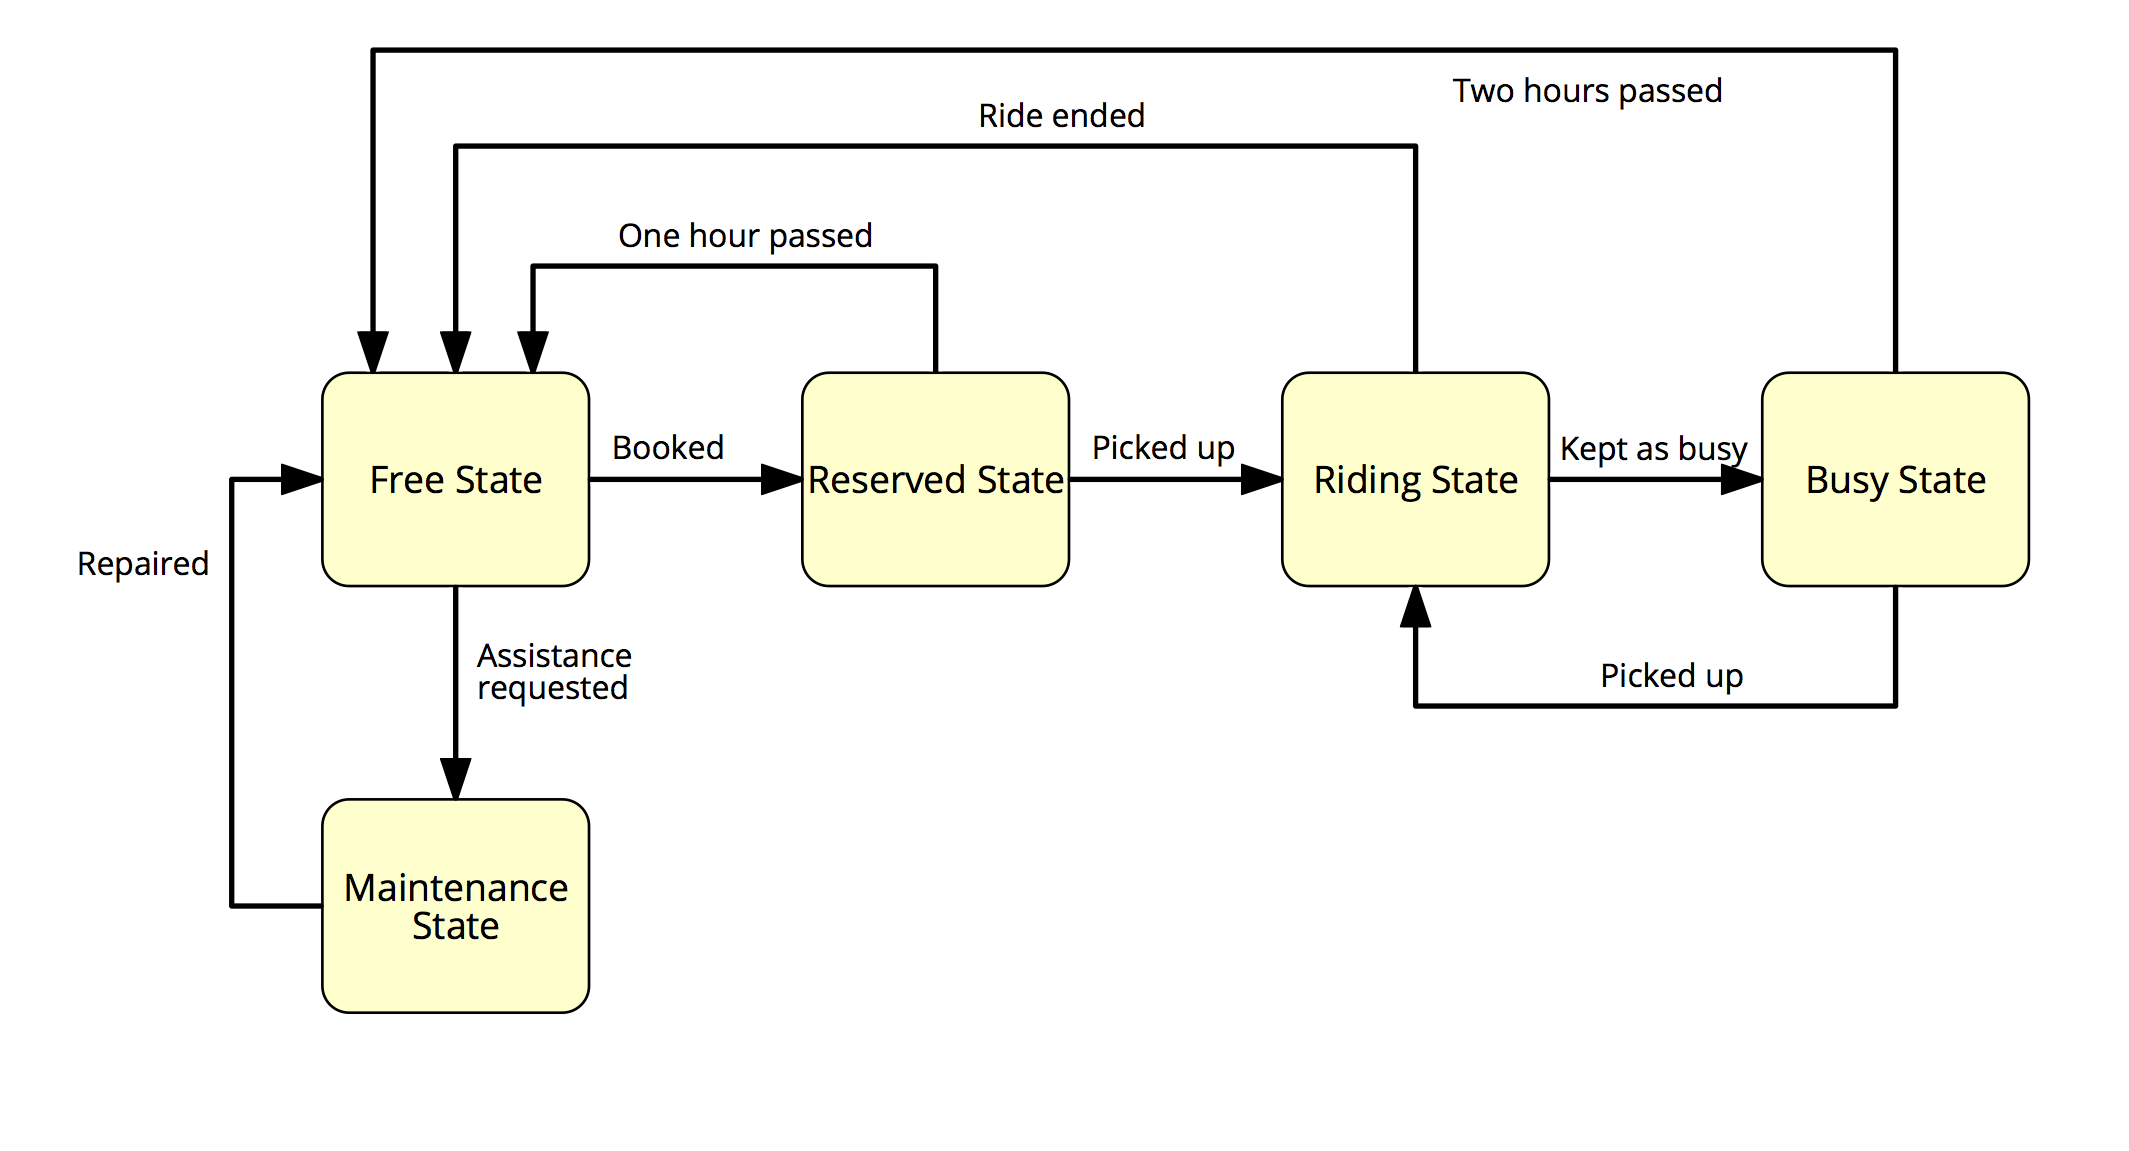 Two hours passed
Ride ended
One hour passed
Free State
Booked
Reserved State
Picked up
Riding State
Kept as busy
Busy State
Repaired
Assistance
requested
Picked up
Maintenance
State